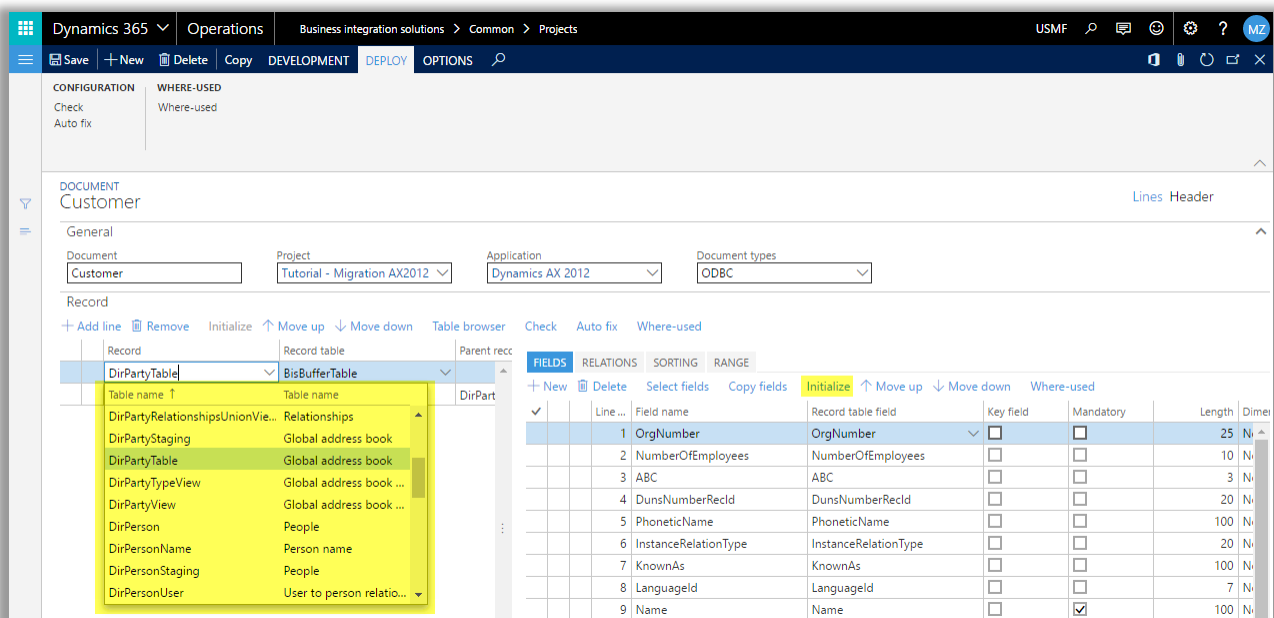 Dynamics 365 Operations Business integration solutions > Common > Projects USMF ? MZ
Save + New Delete Copy DEVELOPMENT DEPLOY OPTIONS
CONFIGURATION WHERE-USED
Check Where-used
Auto fix
DOCUMENT
Customer Lines Header
General
Document Project Application Document types
Customer Tutorial - Migration AX2012 Dynamics AX 2012 ODBC
Record
+ Add line Remove Initialize ↑ Move up ↓ Move down Table browser Check Auto fix Where-used
Record Record table Parent recc
DirPartyTable BisBufferTable
DirPart
Table name ↑ Table name
DirPartyRelationshipsUnionVie... Relationships
DirPartyStaging Global address book
DirPartyTable Global address book
DirPartyTypeView Global address book ...
DirPartyView Global address book ...
DirPerson People
DirPersonName Person name
DirPersonStaging People
DirPersonUser User to person relatio...
FIELDS RELATIONS SORTING RANGE
+ New Delete Select fields Copy fields Initialize ↑ Move up ↓ Move down Where-used
Line ... Field name Record table field Key field Mandatory Length Dimer
1 OrgNumber OrgNumber 25 N
2 NumberOfEmployees NumberOfEmployees 10 N
3 ABC ABC 3 N
4 DunsNumberRecId DunsNumberRecId 20 N
5 PhoneticName PhoneticName 100 N
6 InstanceRelationType InstanceRelationType 20 N
7 KnownAs KnownAs 100 N
8 LanguageId LanguageId 7 N
9 Name Name 100 N